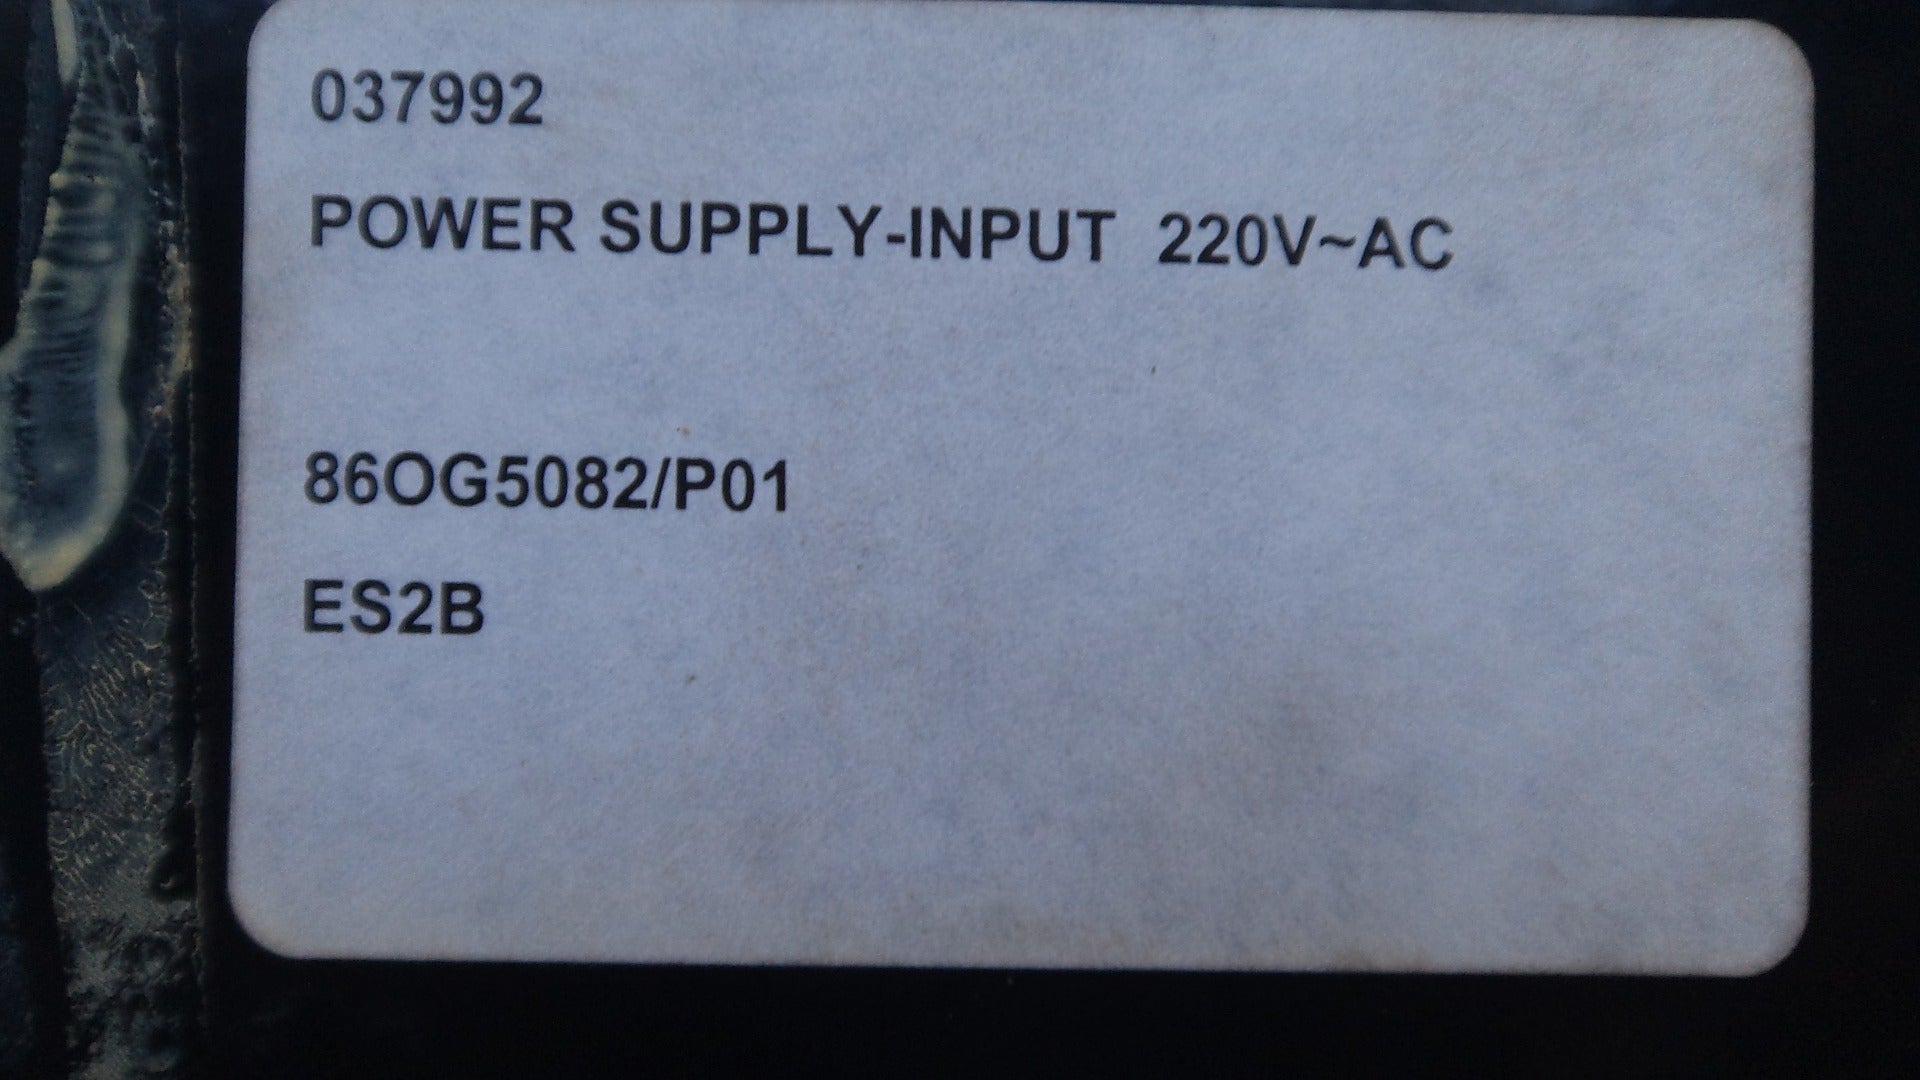 037992
POWER SUPPLY-INPUT 220V~AC
86OG5082/P01
ES2B